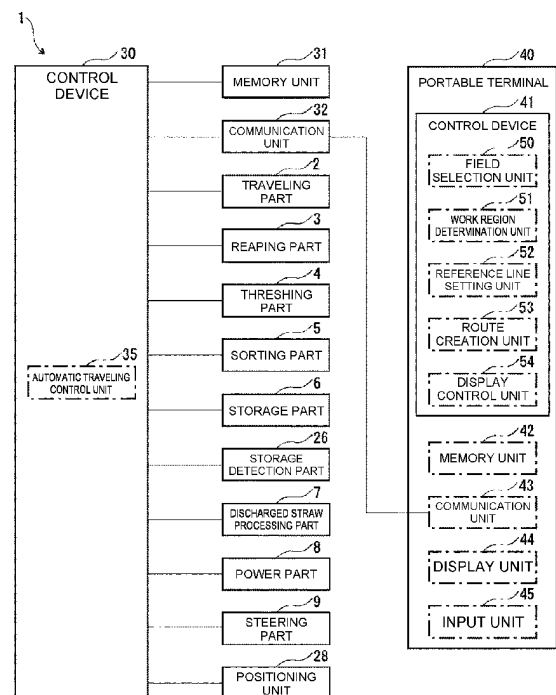 1
30
CONTROL
DEVICE
35
AUTOMATIC TRAVELING
CONTROL UNIT
31
MEMORY UNIT
32
COMMUNICATION
UNIT
2
TRAVELING
PART
3
REAPING PART
4
THRESHING
PART
5
SORTING PART
6
STORAGE PART
26
STORAGE
DETECTION PART
7
DISCHARGED STRAW
PROCESSING PART
8
POWER PART
9
STEERING
PART
28
POSITIONING
UNIT
40
PORTABLE TERMINAL
41
CONTROL DEVICE
50
FIELD
SELECTION UNIT
51
WORK REGION
DETERMINATION UNIT
52
REFERENCE LINE
SETTING UNIT
53
ROUTE
CREATION UNIT
54
DISPLAY
CONTROL UNIT
42
MEMORY UNIT
43
COMMUNICATION
UNIT
44
DISPLAY UNIT
45
INPUT UNIT